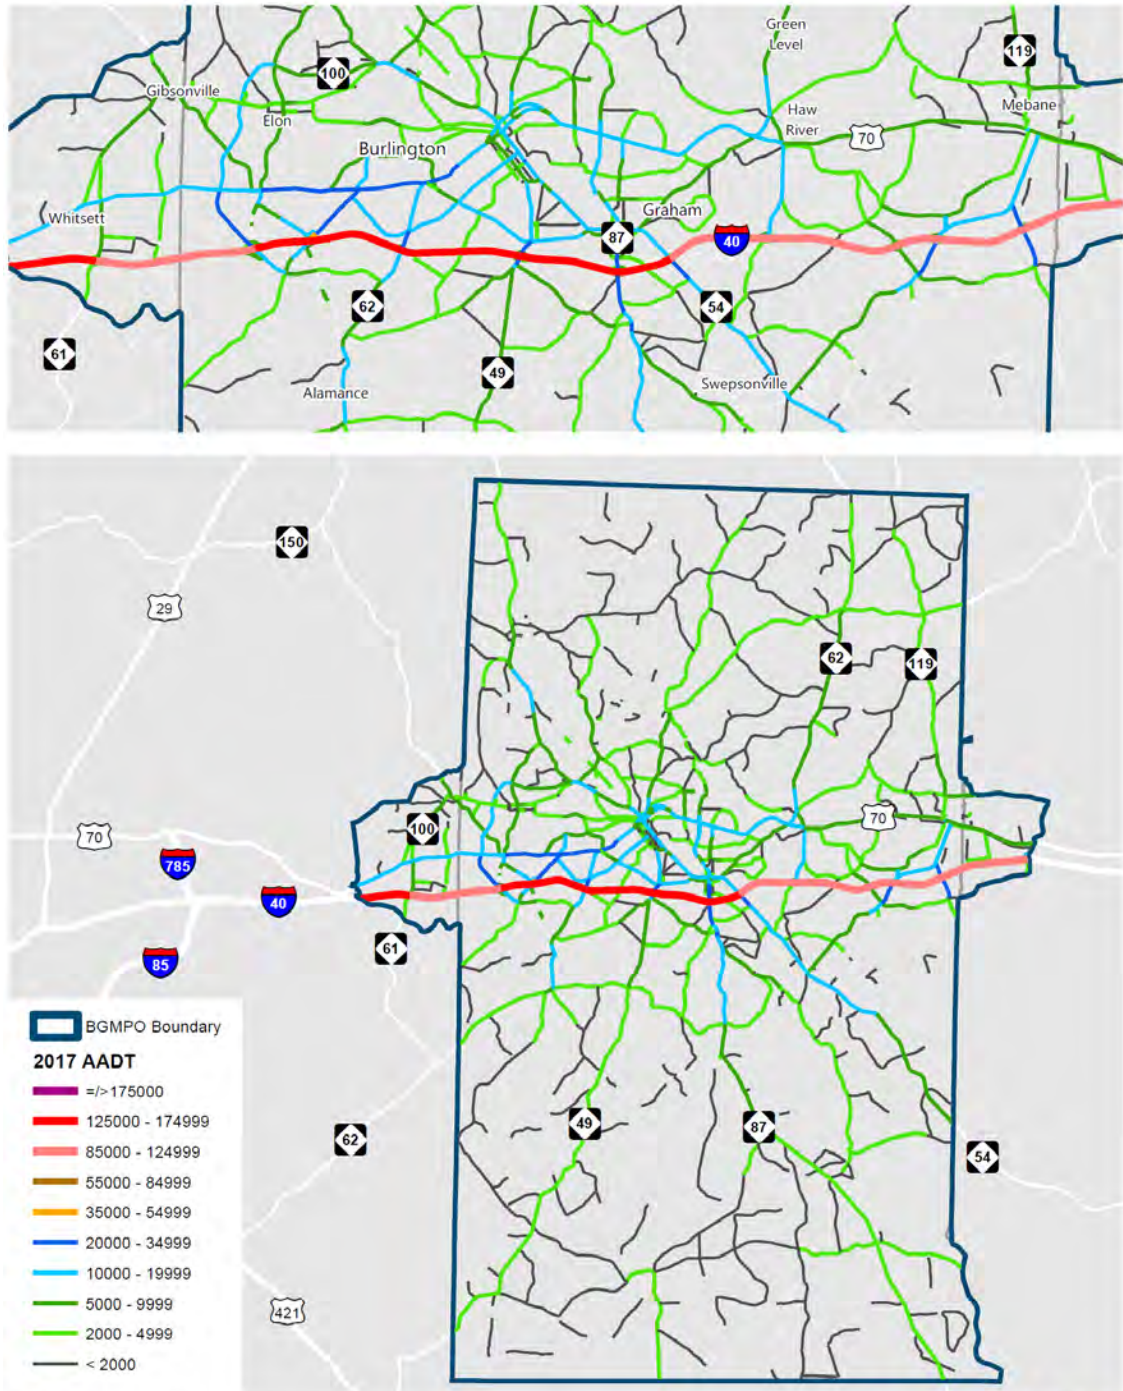 Green
Level
119
100
Gibsonville
Mebane
Haw
River
Elon
70
Burlington
Graham
Whitsett
87
40
62
54
61
49
Swepsonville
Alamance
150
29
62
119
70
100
785
40
61
85
BGMPO Boundary
2017 AADT
=/>175000
125000 - 174999
85000 - 124999
55000 - 84999
35000 - 54999
20000 - 34999
10000 - 19999
5000 - 9999
2000 - 4999
< 2000
49
87
62
54
421